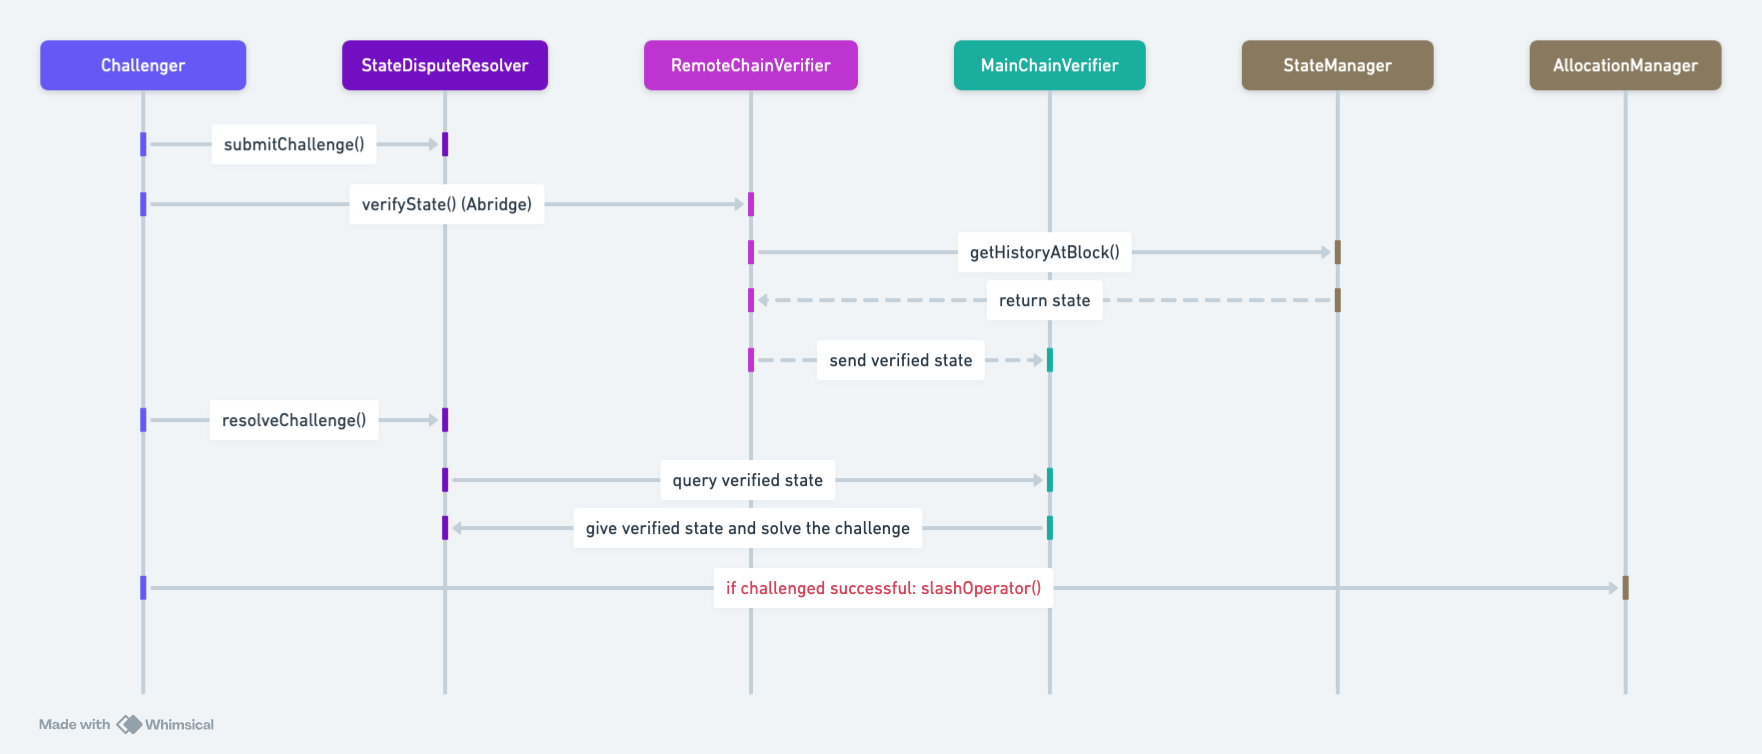 Challenger
StateDisputeResolver
RemoteChainVerifier
MainChainVerifier
StateManager
AllocationManager
submitChallenge()
verifyState() (Abridge)
getHistoryAtBlock()
return state
send verified state
resolveChallenge()
query verified state
give verified state and solve the challenge
if challenged successful: slashOperator()
Made with Whimsical